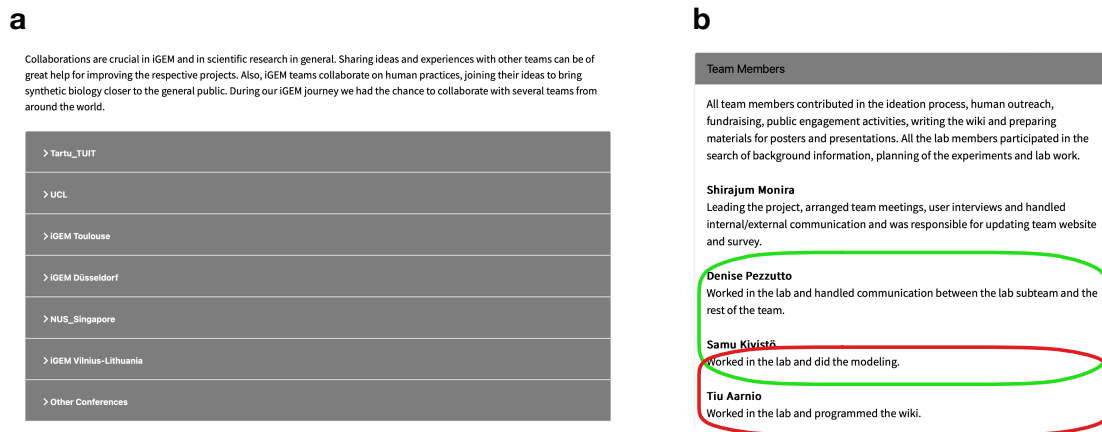 a
Collaborations are crucial in iGEM and in scientific research in general. Sharing ideas and experiences with other teams can be of
great help for improving the respective projects. Also, iGEM teams collaborate on human practices, joining their ideas to bring
synthetic biology closer to the general public. During our iGEM journey we had the chance to collaborate with several teams from
around the world.
Tartu_TUIT
UCL
iGEM Toulouse
iGEM Düsseldorf
NUS_Singapore
iGEM Vilnius-Lithuania
Other Conferences
b
Team Members
All team members contributed in the ideation process, human outreach,
fundraising, public engagement activities, writing the wiki and preparing
materials for posters and presentations. All the lab members participated in the
search of background information, planning of the experiments and lab work.
Shirajum Monira
Leading the project, arranged team meetings, user interviews and handled
internal/external communication and was responsible for updating team website
and survey.
Denise Pezzutto
Worked in the lab and handled communication between the lab subteam and the
rest of the team.
Samu Kivistö
Worked in the lab and did the modeling.
Tiu Aarnio
Worked in the lab and programmed the wiki.